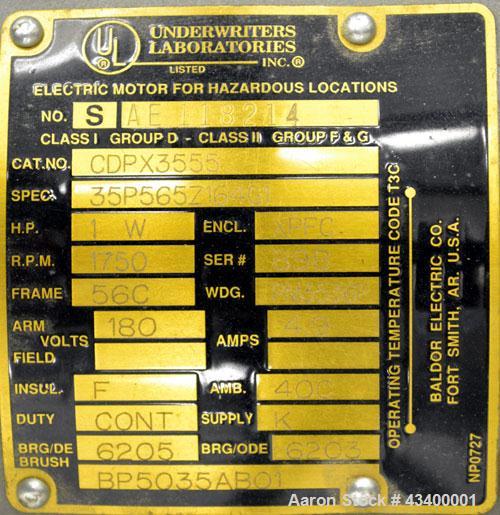 UL ®
UNDERWRITERS
LABORATORIES
LISTED INC.®
ELECTRIC MOTOR FOR HAZARDOUS LOCATIONS
NO. S AE 118214
CLASS I GROUP D - CLASS II GROUP F & G
CAT.NO. CDPX3555
SPEC. 35P565Z164G1
H.P. 1 W ENCL. XPFC
R.P.M. 1750 SER #
FRAME 56C WDG.
ARM VOLTS 180 AMPS
FIELD
INSUL. F AMB. 40C
DUTY CONT SUPPLY K
BRG/DE 6205 BRG/ODE 6203
BRUSH BP5035AB01
OPERATING TEMPERATURE CODE T3C
BALDOR ELECTRIC CO.
FORT SMITH, AR. U.S.A.
NP0727
Aaron Stock # 43400001